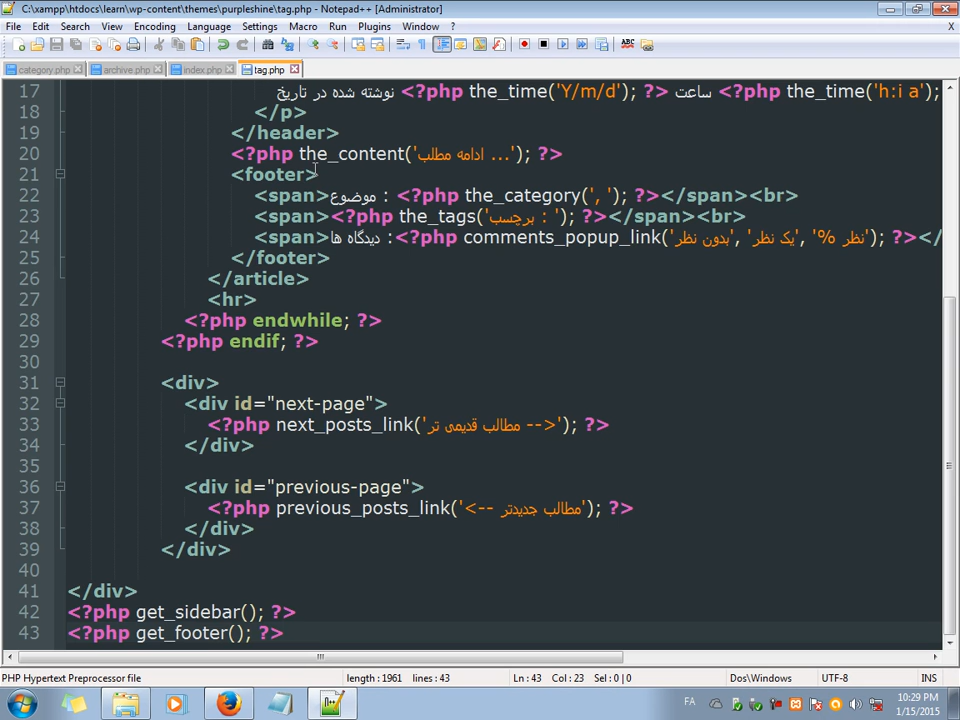 C:\xampp\htdocs\learn\wp-content\themes\purpleshine\tag.php - Notepad++ [Administrator]
File Edit Search View Encoding Language Settings Macro Run Plugins Window ? X
category.php archive.php index.php tag.php
17 نوشته شده در تاریخ <?php the_time('Y/m/d'); ?> ساعت <?php the_time('h:i a');
18 </p>
19 </header>
20 <?php the_content('ادامه مطلب ...'); ?>
21 <footer>
22 <span>موضوع : <?php the_category(', '); ?></span><br>
23 <span><?php the_tags('برچسب : '); ?></span><br>
24 <span>دیدگاه ها :<?php comments_popup_link('بدون نظر', 'یک نظر', '% نظر'); ?></
25 </footer>
26 </article>
27 <hr>
28 <?php endwhile; ?>
29 <?php endif; ?>
30
31 <div>
32 <div id="next-page">
33 <?php next_posts_link('مطالب قدیمی تر -->'); ?>
34 </div>
35
36 <div id="previous-page">
37 <?php previous_posts_link('<-- مطالب جدیدتر'); ?>
38 </div>
39 </div>
40
41 </div>
42 <?php get_sidebar(); ?>
43 <?php get_footer(); ?>
PHP Hypertext Preprocessor file length : 1961 lines : 43 Ln : 43 Col : 23 Sel : 0 | 0 Dos\Windows UTF-8 INS
FA 10:29 PM
1/15/2015